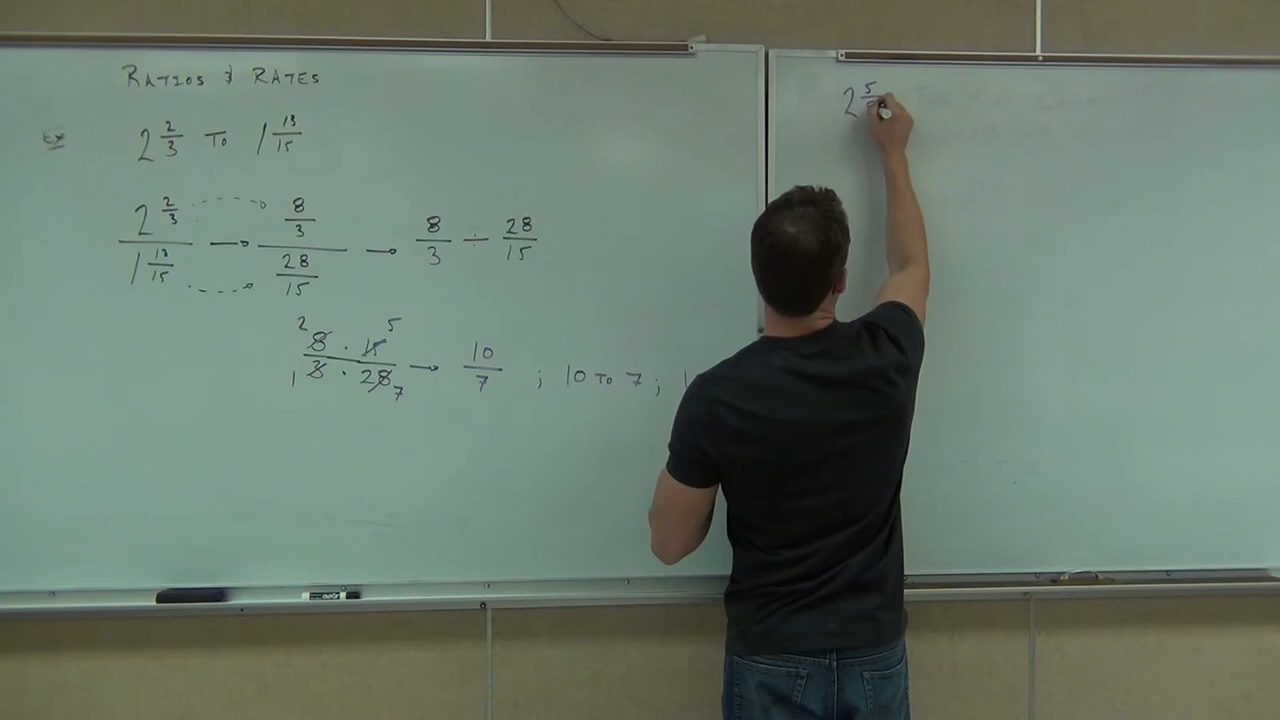 RATIOS & RATES
Ex 2 2/3 TO 1 13/15
2 2/3 / 1 13/15 → 8/3 / 28/15 → 8/3 ÷ 28/15
2 5
8 · 15 / 3 · 28 → 10/7 ; 10 TO 7 ;
1 7
2 5/